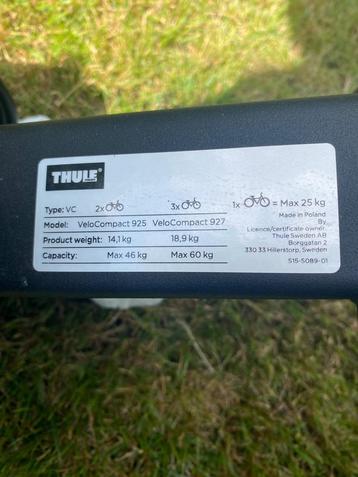 THULE
Type: VC 2x 3x 1x = Max 25 kg
Model: VeloCompact 925 VeloCompact 927
Product weight: 14,1 kg 18,9 kg
Capacity: Max 46 kg Max 60 kg
Made in Poland
By
Licence/certificate owner
Thule Sweden AB
Borggatan 2
330 33 Hillerstorp, Sweden
515-5089-01